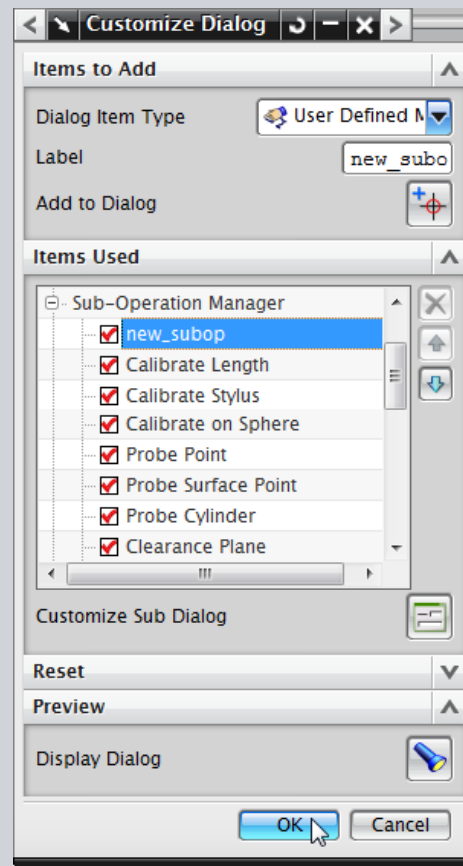 Customize Dialog
Items to Add
Dialog Item Type User Defined M
Label new_subo
Add to Dialog
Items Used
Sub-Operation Manager
new_subop
Calibrate Length
Calibrate Stylus
Calibrate on Sphere
Probe Point
Probe Surface Point
Probe Cylinder
Clearance Plane
Customize Sub Dialog
Reset
Preview
Display Dialog
OK Cancel